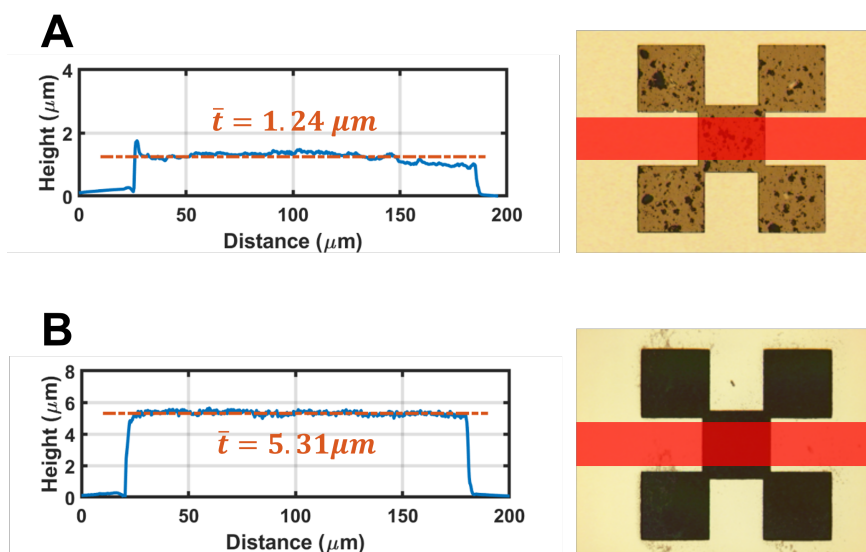 A
Height (μm)
4
2
0
t̄ = 1.24 μm
0 50 100 150 200
Distance (μm)
B
Height (μm)
8
6
4
2
0
t̄ = 5.31μm
0 50 100 150 200
Distance (μm)